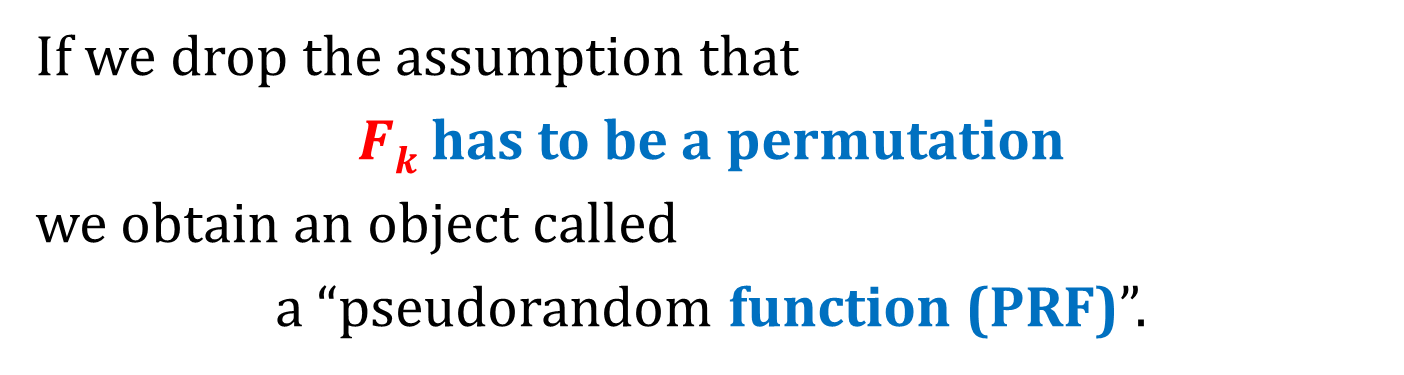 If we drop the assumption that
F_k has to be a permutation
we obtain an object called
a “pseudorandom function (PRF)”.